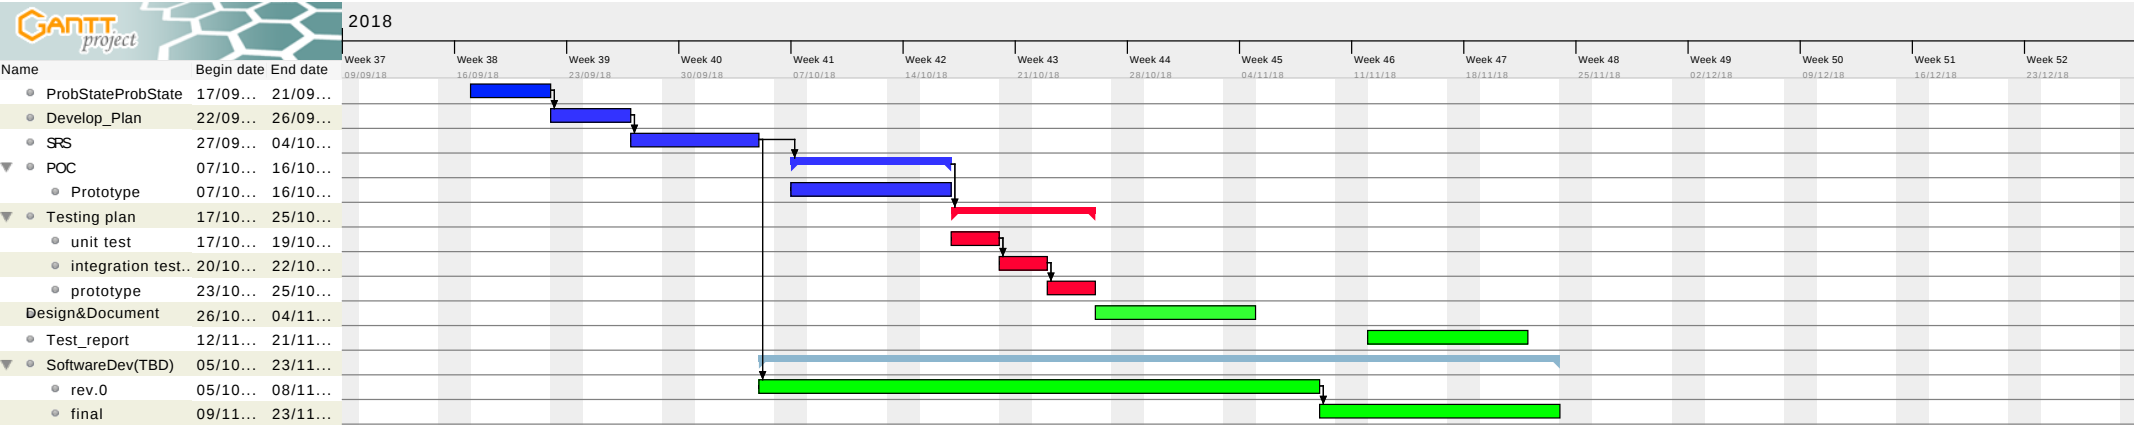 GANTT
project
2018
Week 37 Week 38 Week 39 Week 40 Week 41 Week 42 Week 43 Week 44 Week 45 Week 46 Week 47 Week 48 Week 49 Week 50 Week 51 Week 52
Name Begin date End date
09/09/18 16/09/18 23/09/18 30/09/18 07/10/18 14/10/18 21/10/18 28/10/18 04/11/18 11/11/18 18/11/18 25/11/18 02/12/18 09/12/18 16/12/18 23/12/18
ProbStateProbState 17/09... 21/09...
Develop_Plan 22/09... 26/09...
SRS 27/09... 04/10...
POC 07/10... 16/10...
Prototype 07/10... 16/10...
Testing plan 17/10... 25/10...
unit test 17/10... 19/10...
integration test.. 20/10... 22/10...
prototype 23/10... 25/10...
Design&Document 26/10... 04/11...
Test_report 12/11... 21/11...
SoftwareDev(TBD) 05/10... 23/11...
rev.0 05/10... 08/11...
final 09/11... 23/11...